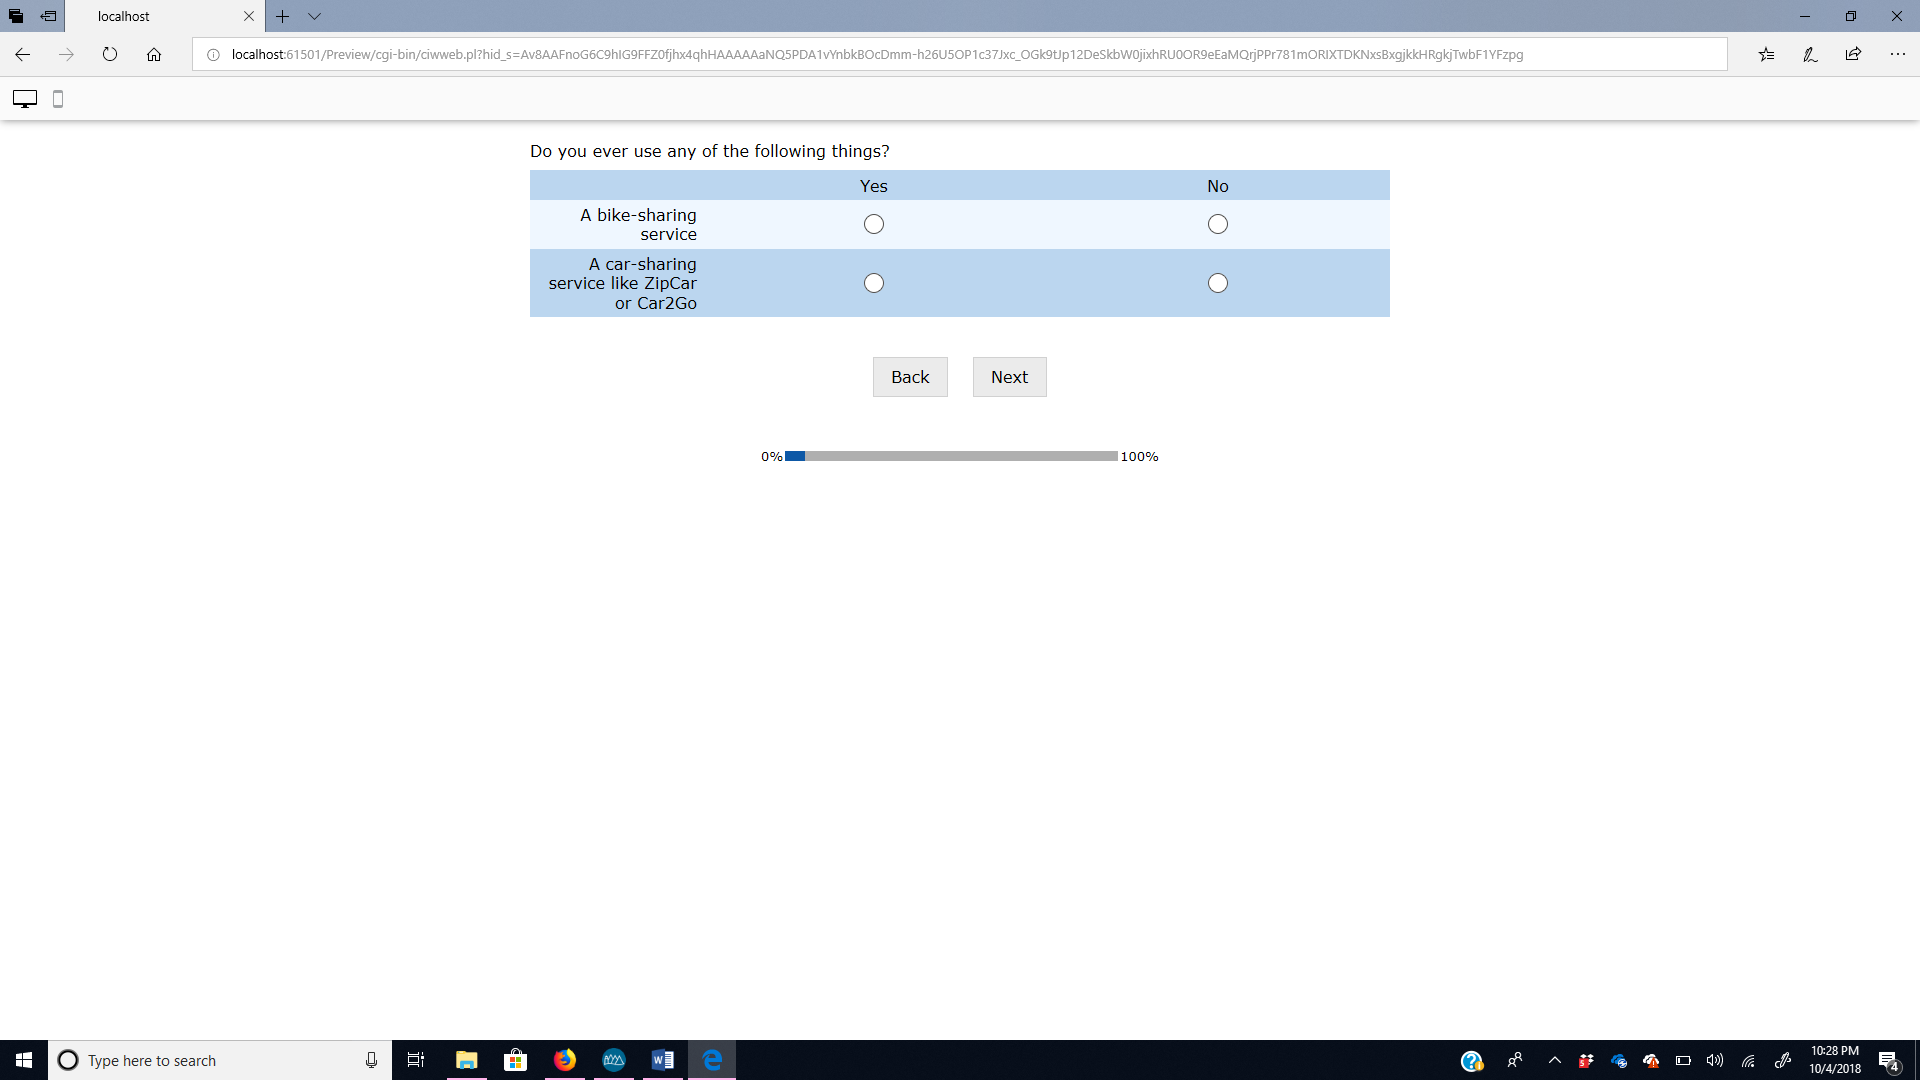 localhost
localhost:61501/Preview/cgi-bin/ciwweb.pl?hid_s=Av8AAFnoG6C9hIG9FFZ0fjhx4qhHAAAAAaNQ5PDA1vYnbkBOcDmm-h26U5OP1c37Jxc_OGk9tJp12DeSkbW0jixhRU0OR9eEaMQrjPPr781mORIXTDKNxsBxgjkkHRgkjTwbF1YFzpg
Do you ever use any of the following things?
Yes No
A bike-sharing
service
A car-sharing
service like ZipCar
or Car2Go
Back Next
0% 100%
Type here to search
10:28 PM
10/4/2018
4